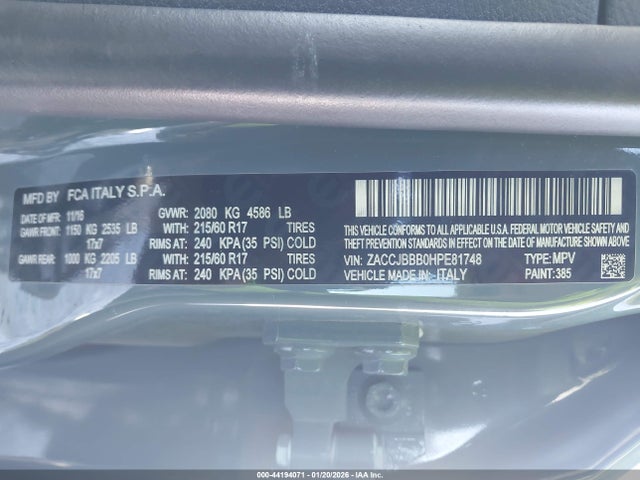 MFD BY FCA ITALY S.P.A.
DATE OF MFR: 11/16 GVWR: 2080 KG 4586 LB
GAWR FRONT: 1150 KG 2535 LB WITH: 215/60 R17 TIRES
17x7 RIMS AT: 240 KPA (35 PSI) COLD
GAWR REAR: 1000 KG 2205 LB WITH: 215/60 R17 TIRES
17x7 RIMS AT: 240 KPA (35 PSI) COLD
THIS VEHICLE CONFORMS TO ALL APPLICABLE U.S.A. FEDERAL MOTOR VEHICLE SAFETY,
BUMPER, AND THEFT PREVENTION STANDARDS IN EFFECT ON THE DATE OF MANUFACTURE SHOWN ABOVE.
VIN: ZACCJBBB0HPE81748 TYPE: MPV
VEHICLE MADE IN: ITALY PAINT: 385
000-44194071 - 01/20/2026 - IAAI.COM